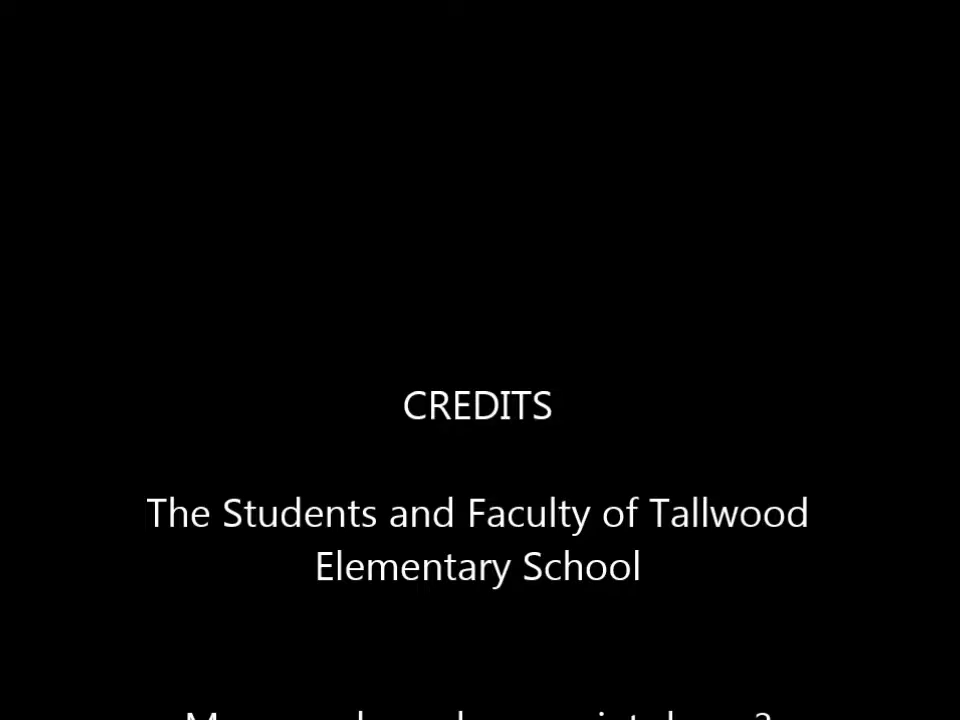 CREDITS
The Students and Faculty of Tallwood
Elementary School